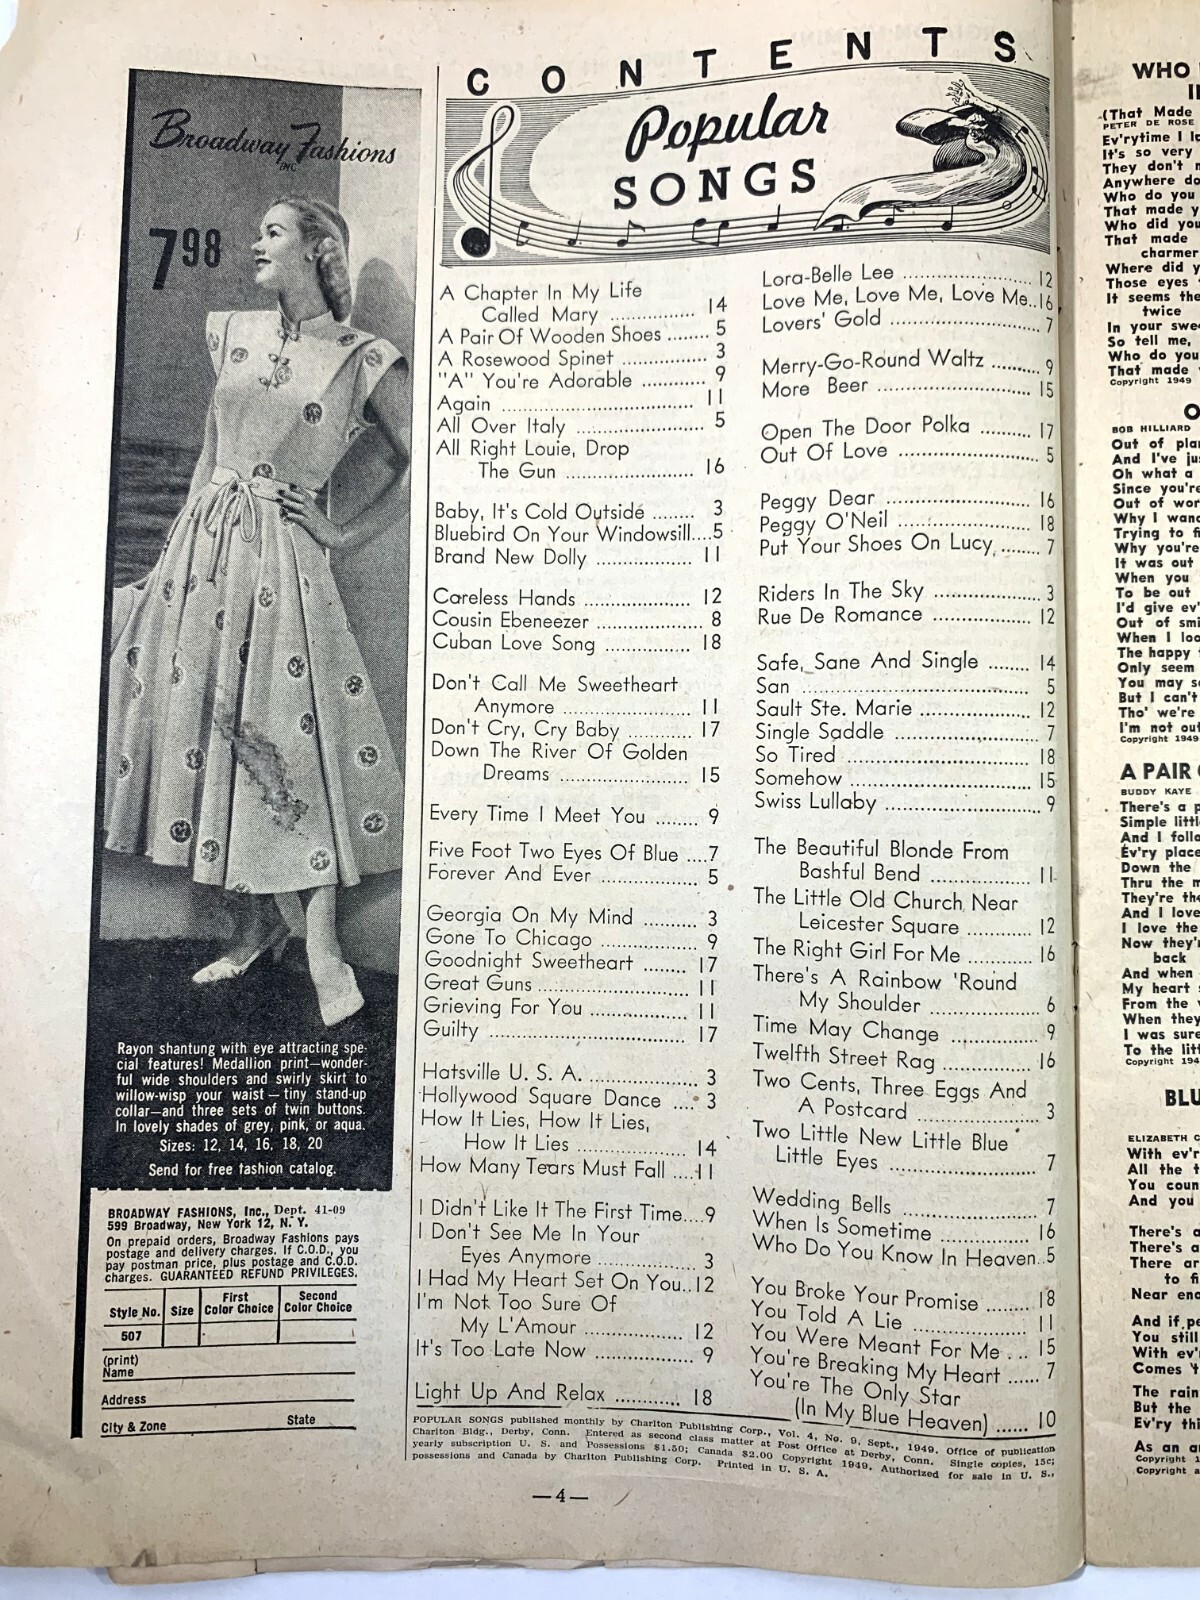 Broadway Fashions
INC
7 98
Rayon shantung with eye attracting spe-
cial features! Medallion print—wonder-
ful wide shoulders and swirly skirt to
willow-wisp your waist — tiny stand-up
collar—and three sets of twin buttons.
In lovely shades of grey, pink, or aqua.
Sizes: 12, 14, 16, 18, 20
Send for free fashion catalog.
BROADWAY FASHIONS, Inc., Dept. 41-09
599 Broadway, New York 12, N. Y.
On prepaid orders, Broadway Fashions pays
postage and delivery charges. If C.O.D., you
pay postman price, plus postage and C.O.D.
charges. GUARANTEED REFUND PRIVILEGES.
Style No. Size First Color Choice Second Color Choice
507
(print)
Name
Address
City & Zone State
CONTENTS
Popular
SONGS
A Chapter In My Life
Called Mary ................ 14
A Pair Of Wooden Shoes ........ 5
A Rosewood Spinet ............... 3
"A" You're Adorable ............ 9
Again .................................. 11
All Over Italy ........................ 5
All Right Louie, Drop
The Gun ........................ 16
Baby, It's Cold Outside ........ 3
Bluebird On Your Windowsill.... 5
Brand New Dolly ................. 11
Careless Hands ................... 12
Cousin Ebeneezer .................. 8
Cuban Love Song ................. 18
Don't Call Me Sweetheart
Anymore ..................... 11
Don't Cry, Cry Baby ............ 17
Down The River Of Golden
Dreams ...................... 15
Every Time I Meet You ........ 9
Five Foot Two Eyes Of Blue .... 7
Forever And Ever .................. 5
Georgia On My Mind ........... 3
Gone To Chicago .................. 9
Goodnight Sweetheart ........ 17
Great Guns .......................... 11
Grieving For You ................. 11
Guilty .................................. 17
Hatsville U. S. A. .................. 3
Hollywood Square Dance .... 3
How It Lies, How It Lies,
How It Lies .................... 14
How Many Tears Must Fall .... 11
I Didn't Like It The First Time.... 9
I Don't See Me In Your
Eyes Anymore ................ 3
I Had My Heart Set On You.. 12
I'm Not Too Sure Of
My L'Amour .................. 12
It's Too Late Now ................. 9
Light Up And Relax ............ 18
Lora-Belle Lee ........................ 12
Love Me, Love Me, Love Me.. 16
Lovers' Gold .......................... 7
Merry-Go-Round Waltz ......... 9
More Beer ............................ 15
Open The Door Polka .......... 17
Out Of Love ......................... 5
Peggy Dear .......................... 16
Peggy O'Neil ........................ 18
Put Your Shoes On Lucy, ........ 7
Riders In The Sky .................. 3
Rue De Romance ................. 12
Safe, Sane And Single ........ 14
San ...................................... 5
Sault Ste. Marie .................. 12
Single Saddle ....................... 7
So Tired .............................. 18
Somehow ............................ 15
Swiss Lullaby ........................ 9
The Beautiful Blonde From
Bashful Bend .................. 11
The Little Old Church Near
Leicester Square ............. 12
The Right Girl For Me ......... 16
There's A Rainbow 'Round
My Shoulder .................. 6
Time May Change ............... 9
Twelfth Street Rag ............... 16
Two Cents, Three Eggs And
A Postcard ..................... 3
Two Little New Little Blue
Little Eyes ...................... 7
Wedding Bells ..................... 7
When Is Sometime .............. 16
Who Do You Know In Heaven.. 5
You Broke Your Promise ........ 18
You Told A Lie .................... 11
You Were Meant For Me ... 15
You're Breaking My Heart ...... 7
You're The Only Star
(In My Blue Heaven) ...... 10
POPULAR SONGS published monthly by Charlton Publishing Corp., Vol. 4, No. 9, Sept., 1949. Office of publication
Charlton Bldg., Derby, Conn. Entered as second class matter at Post Office at Derby, Conn. Single copies, 15c;
yearly subscription U. S. and Possessions $1.50; Canada $2.00 Copyright 1949. Authorized for sale in U. S.,
possessions and Canada by Charlton Publishing Corp. Printed in U. S. A.
—4—
WHO
(That Made
PETER DE ROSE
Ev'rytime I
It's so very
They don't
Anywhere
Who do you
That made
Who did you
That made
charmer
Where did
Those eyes
It seems
twice
In your
So tell me,
Who do you
That made
Copyright 1949
BOB HILLIARD
Out of
And I've
Oh what a
Since you're
Out of
Why I
Trying to
Why you're
It was out
When you
To be out
I'd give
Out of
When I
The happy
Only seem
You may
But I can't
Tho' we're
I'm not
Copyright 1949
A PAIR
BUDDY KAYE
There's a
Simple
And I
Ev'ry
Down the
Thru the
They're
And I love
I love the
Now
back
And when
My heart
From the
When they
I was sure
To the
Copyright
ELIZABETH
With
All the
You
And you
There's
There's
There
to
Near
And if
You still
With
Comes
The
But the
Ev'ry
As an
Copyright
Copyright